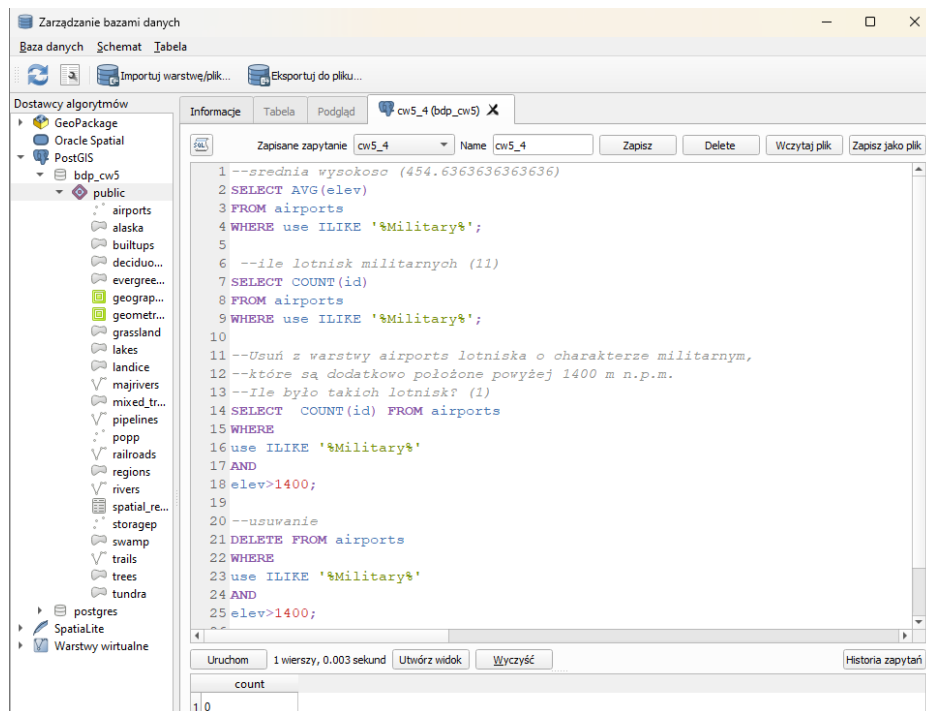 Zarządzanie bazami danych
Baza danych Schemat Tabela
Importuj warstwę/plik... Eksportuj do pliku...
Dostawcy algorytmów
GeoPackage
Oracle Spatial
PostGIS
bdp_cw5
public
airports
alaska
builtups
deciduo...
evergree...
geograp...
geometr...
grassland
lakes
landice
majrivers
mixed_tr...
pipelines
popp
railroads
regions
rivers
spatial_re...
storagep
swamp
trails
trees
tundra
postgres
SpatiaLite
Warstwy wirtualne
Informacje Tabela Podgląd cw5_4 (bdp_cw5) X
SQL Zapisane zapytanie cw5_4 Name cw5_4 Zapisz Delete Wczytaj plik Zapisz jako plik
1 --srednia wysokosc (454.6363636363636)
2 SELECT AVG(elev)
3 FROM airports
4 WHERE use ILIKE '%Military%';
5
6 --ile lotnisk militarnych (11)
7 SELECT COUNT(id)
8 FROM airports
9 WHERE use ILIKE '%Military%';
10
11 --Usuń z warstwy airports lotniska o charakterze militarnym,
12 --które są dodatkowo położone powyżej 1400 m n.p.m.
13 --Ile było takich lotnisk? (1)
14 SELECT COUNT(id) FROM airports
15 WHERE
16 use ILIKE '%Military%'
17 AND
18 elev>1400;
19
20 --usuwanie
21 DELETE FROM airports
22 WHERE
23 use ILIKE '%Military%'
24 AND
25 elev>1400;
Uruchom 1 wierszy, 0.003 sekund Utwórz widok Wyczyść Historia zapytań
count
1 0